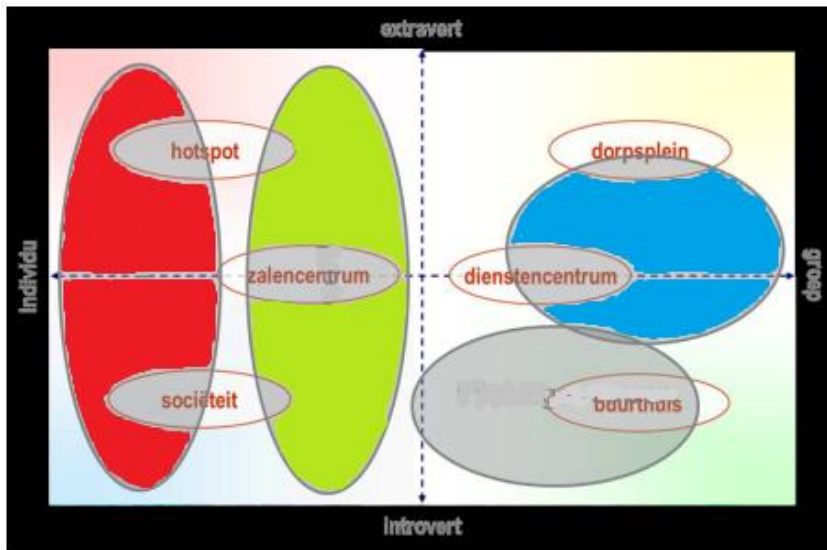 extravert
hotspot
dorpsplein
individu
zalencentrum
dienstencentrum
groep
sociëteit
buurthuis
introvert